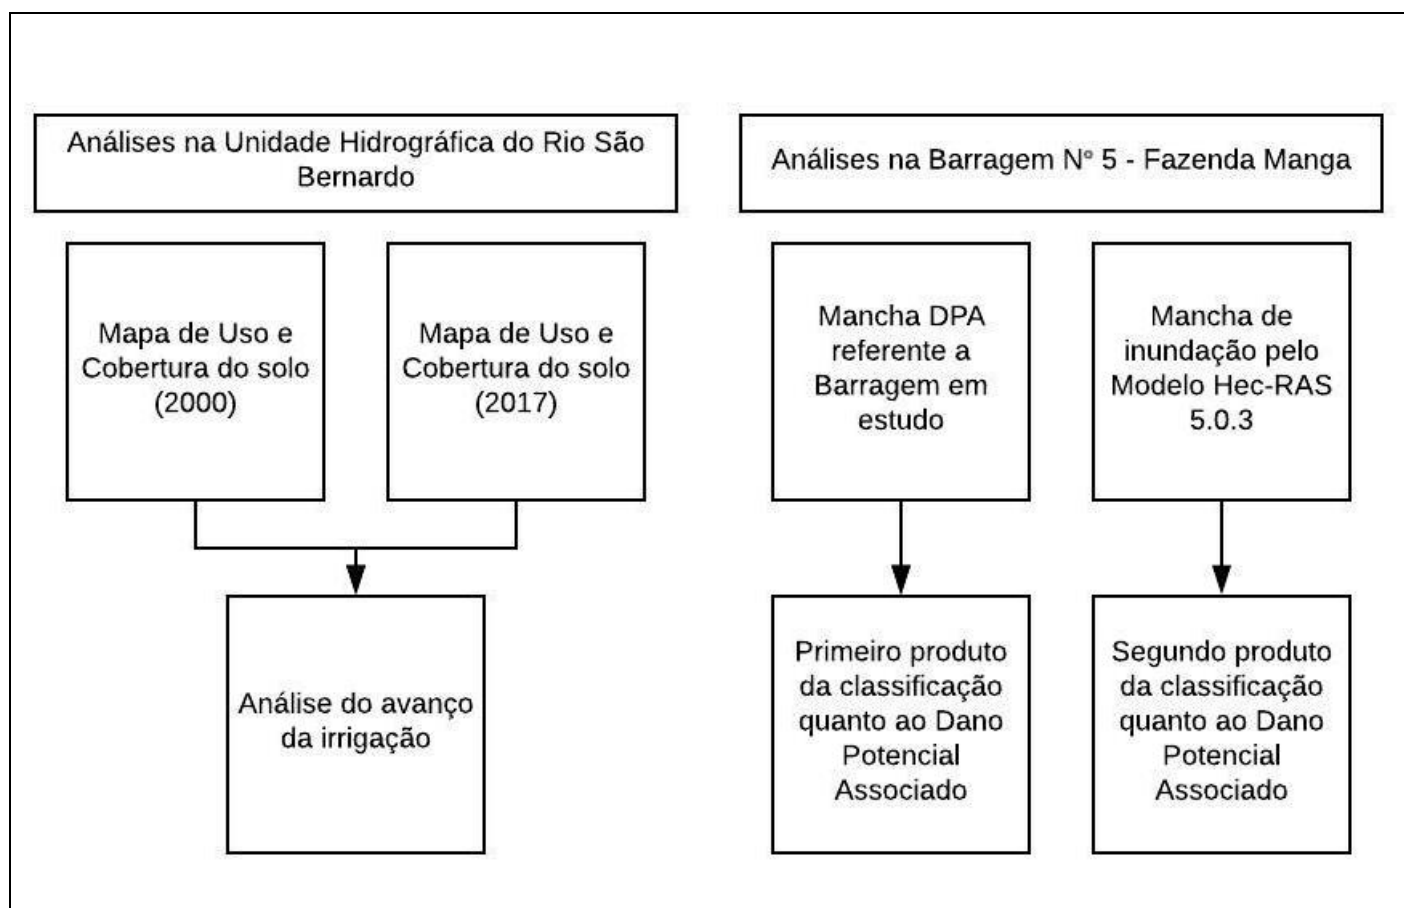 Análises na Unidade Hidrográfica do Rio São
Bernardo
Análises na Barragem N° 5 - Fazenda Manga
Mapa de Uso e
Cobertura do solo
(2000)
Mapa de Uso e
Cobertura do solo
(2017)
Mancha DPA
referente a
Barragem em
estudo
Mancha de
inundação pelo
Modelo Hec-RAS
5.0.3
Análise do avanço
da irrigação
Primeiro produto
da classificação
quanto ao Dano
Potencial
Associado
Segundo produto
da classificação
quanto ao Dano
Potencial
Associado